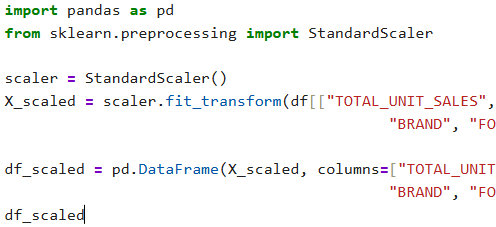 import pandas as pd
from sklearn.preprocessing import StandardScaler
scaler = StandardScaler()
X_scaled = scaler.fit_transform(df[["TOTAL_UNIT_SALES",
"BRAND", "FO
df_scaled = pd.DataFrame(X_scaled, columns=["TOTAL_UNIT
"BRAND", "FO
df_scaled